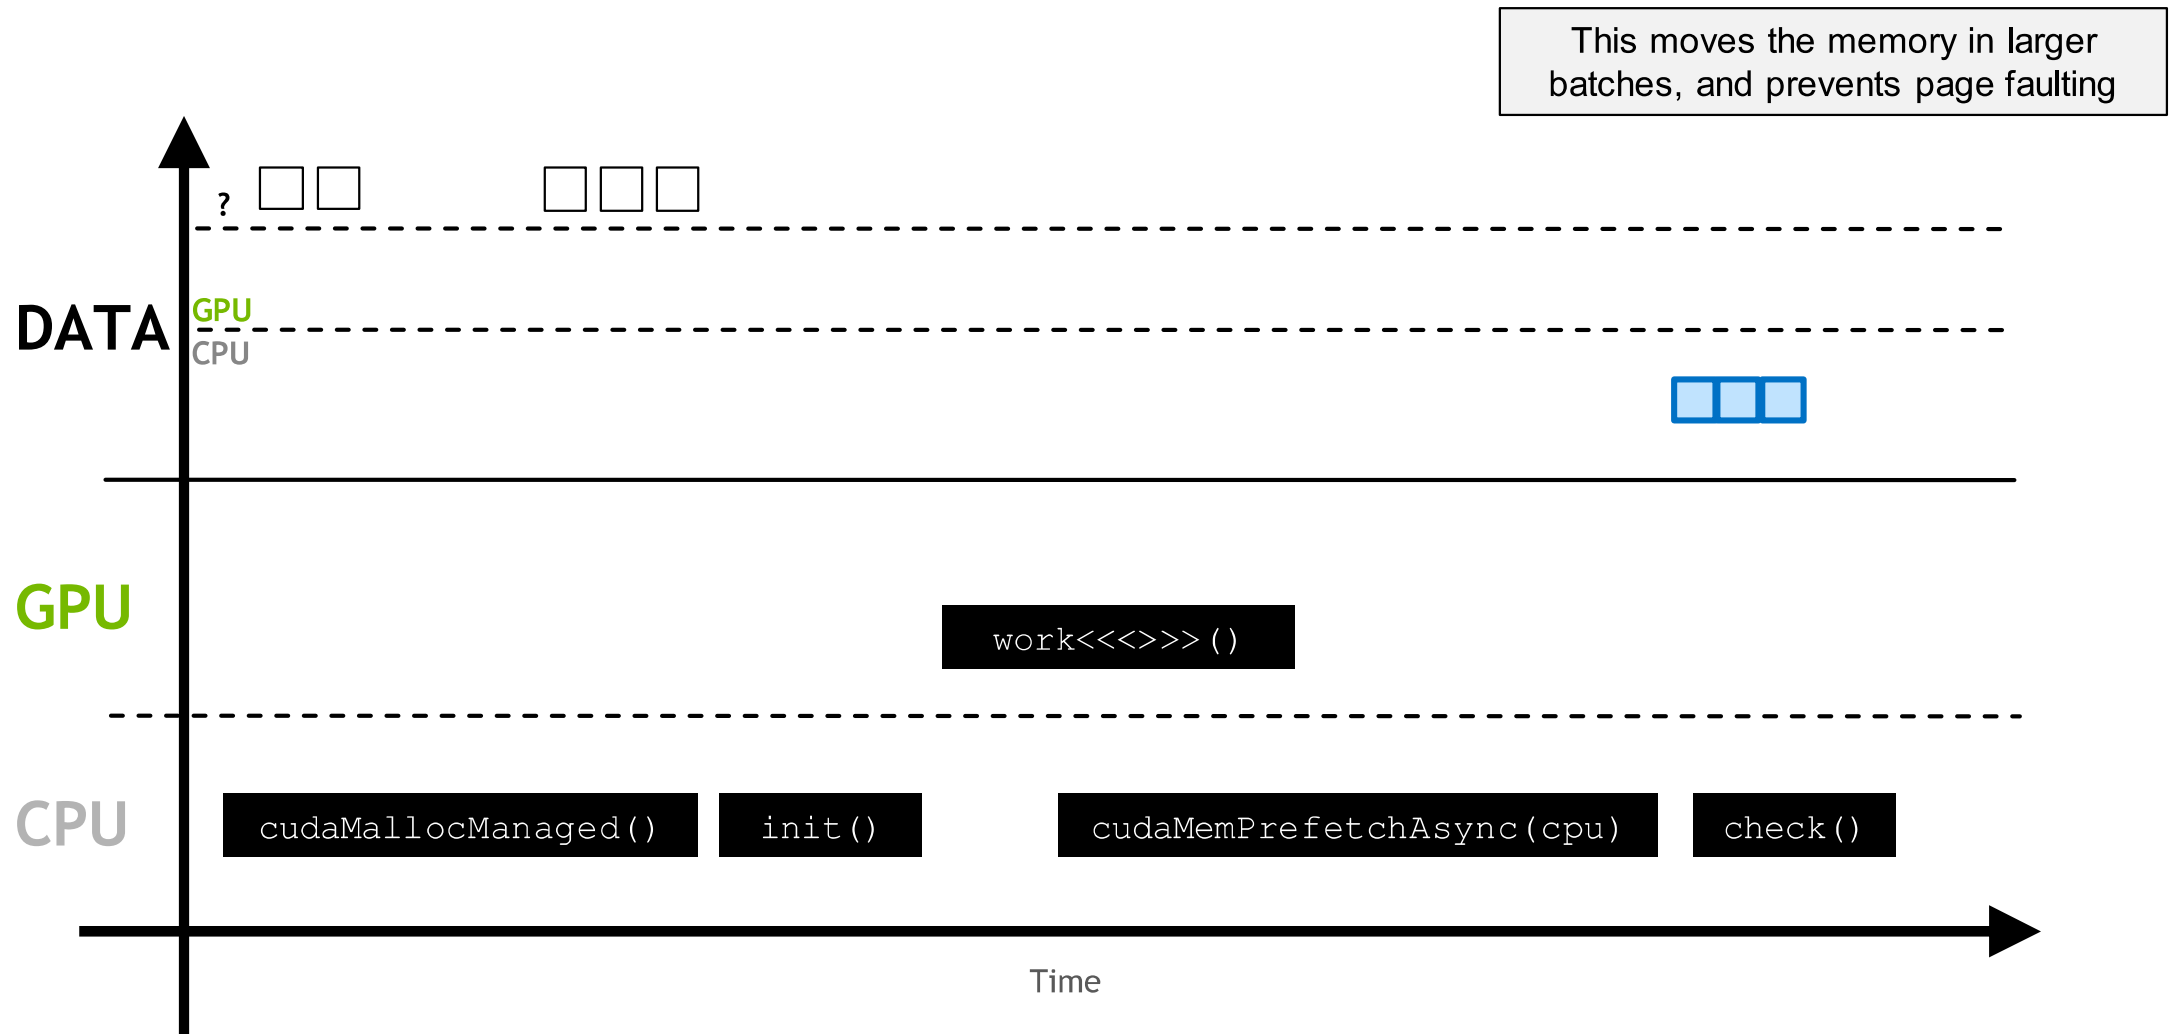 This moves the memory in larger
batches, and prevents page faulting
?
DATA
GPU
CPU
GPU
work<<<>>>()
CPU
cudaMallocManaged()
init()
cudaMemPrefetchAsync(cpu)
check()
Time